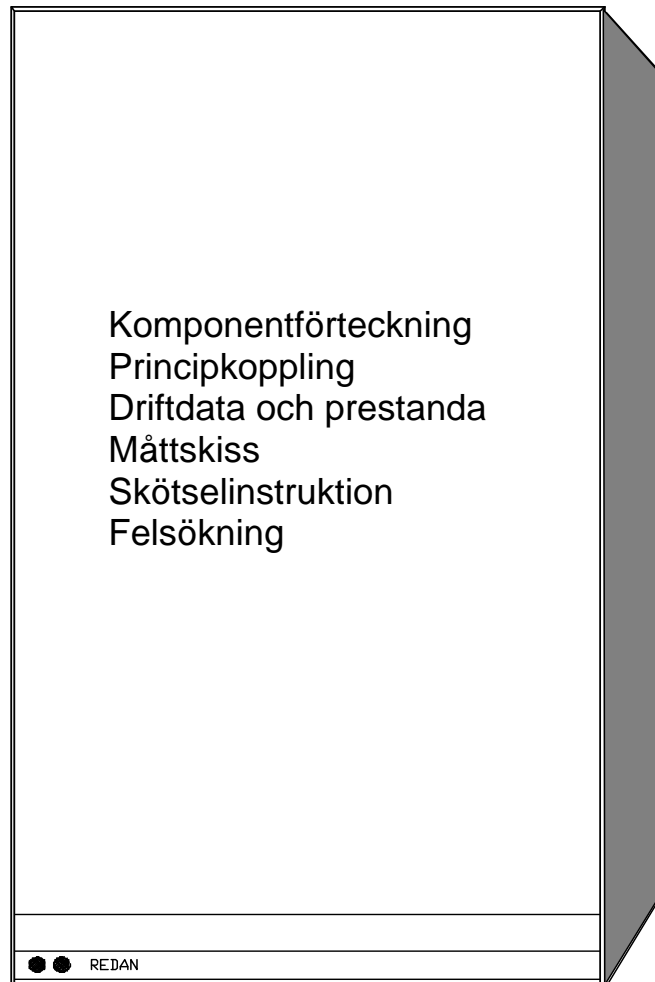 Komponentförteckning
Principkoppling
Driftdata och prestanda
Måttskiss
Skötselinstruktion
Felsökning
REDAN